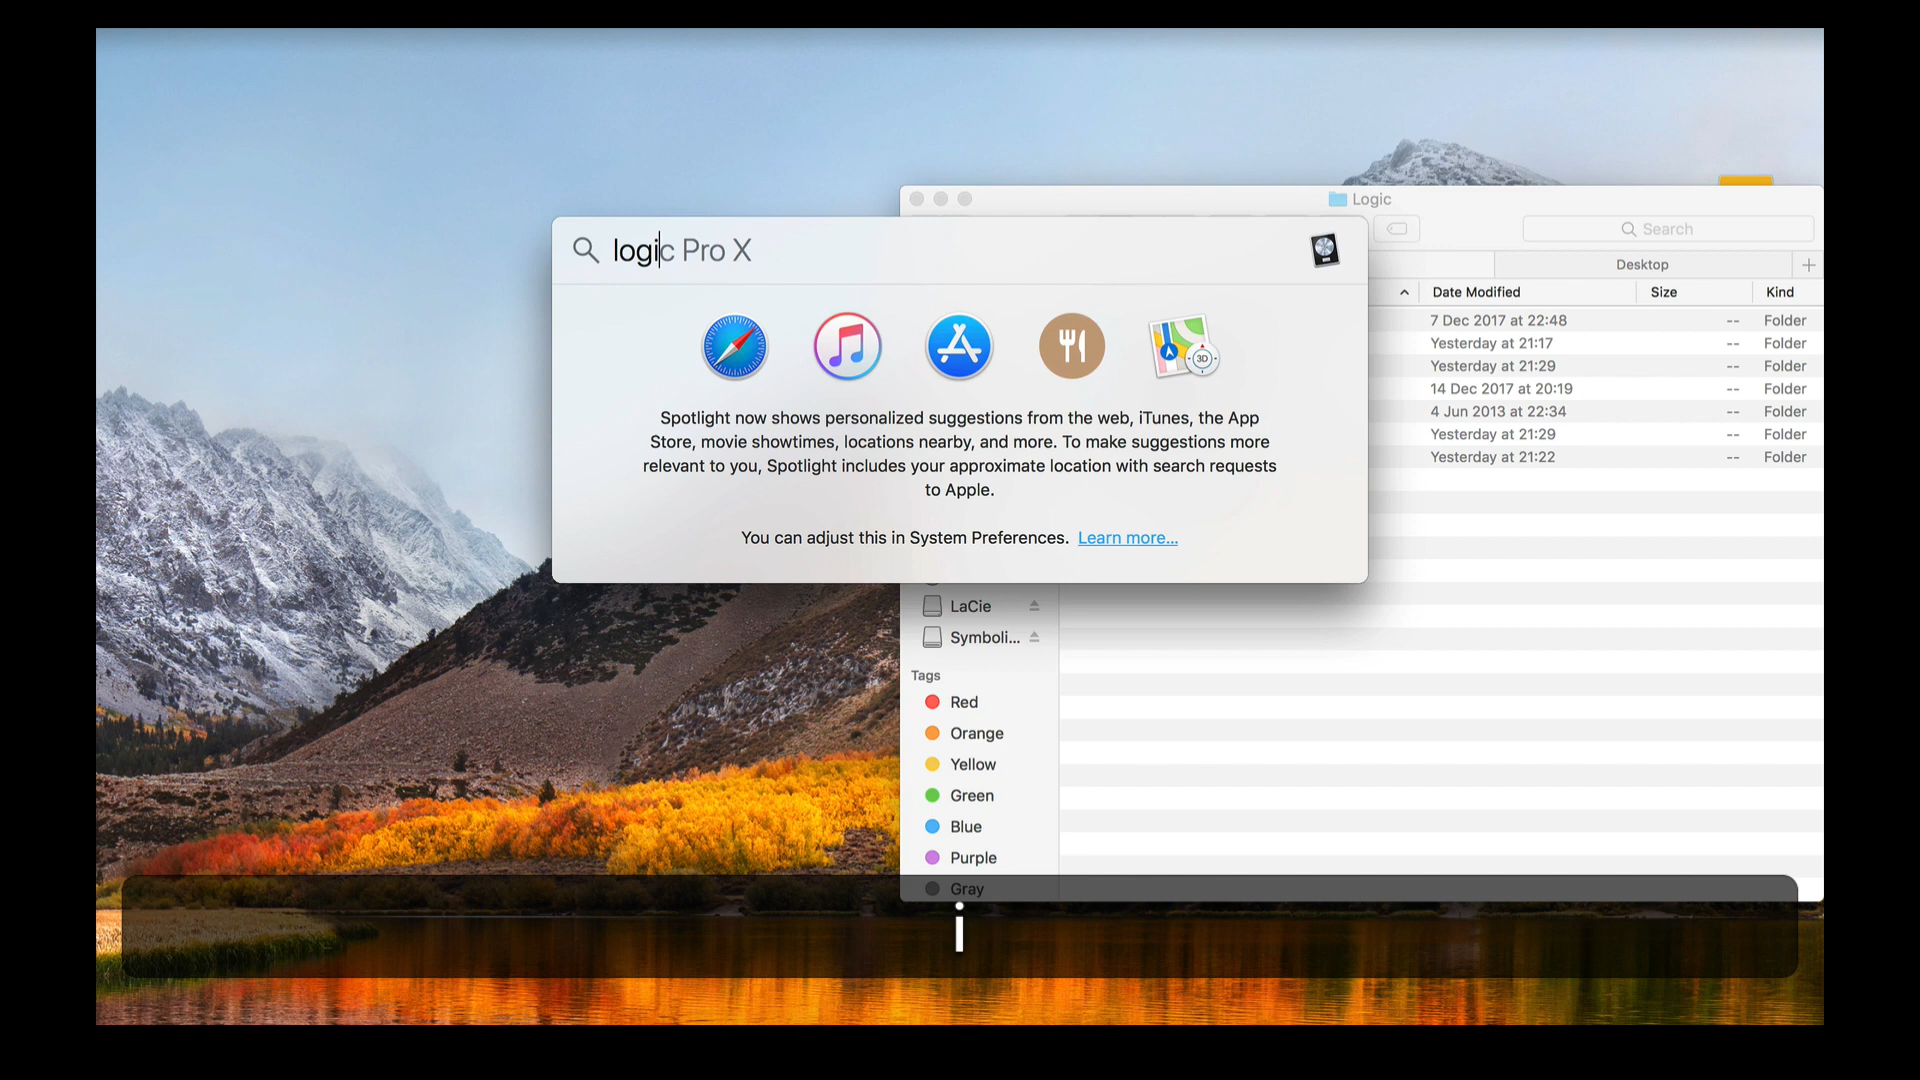 Logic
logic Pro X
Search
Desktop
Date Modified Size Kind
7 Dec 2017 at 22:48 -- Folder
Yesterday at 21:17 -- Folder
Yesterday at 21:29 -- Folder
14 Dec 2017 at 20:19 -- Folder
4 Jun 2013 at 22:34 -- Folder
Yesterday at 21:29 -- Folder
Yesterday at 21:22 -- Folder
3D
Spotlight now shows personalized suggestions from the web, iTunes, the App
Store, movie showtimes, locations nearby, and more. To make suggestions more
relevant to you, Spotlight includes your approximate location with search requests
to Apple.
You can adjust this in System Preferences. Learn more...
LaCie
Symboli...
Tags
Red
Orange
Yellow
Green
Blue
Purple
Gray
i